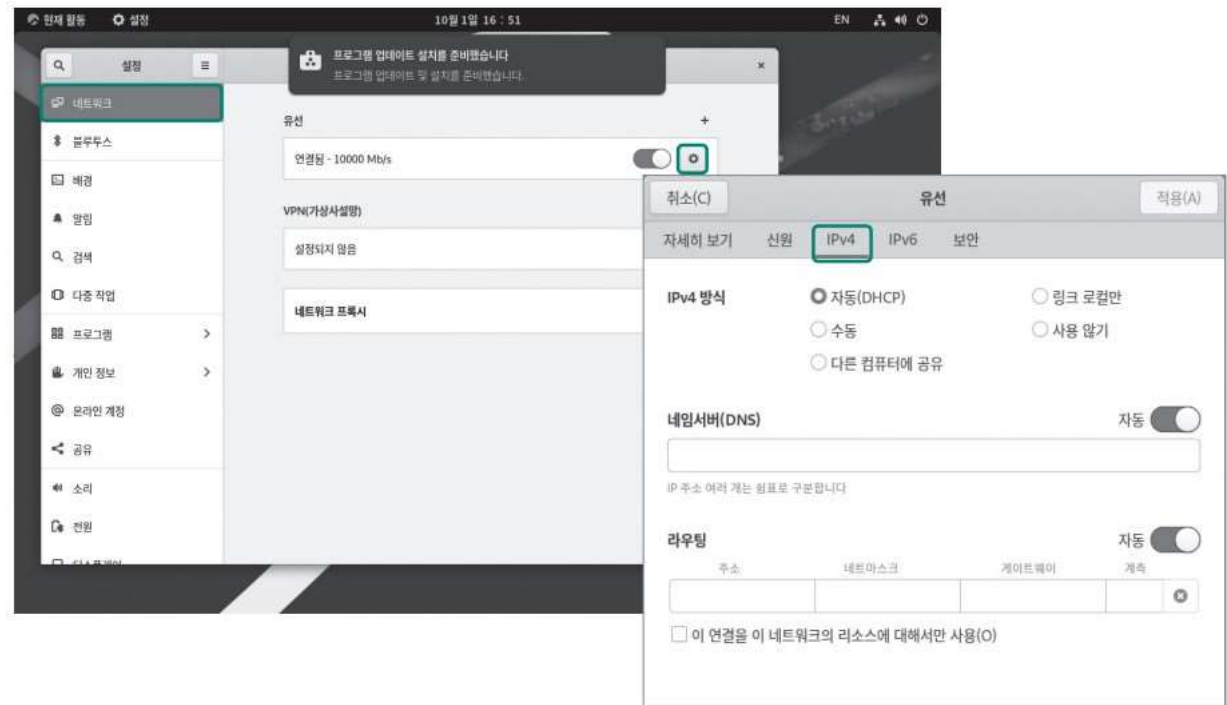 현재 활동 설정
10월 1일 16 : 51
EN
설정
프로그램 업데이트 설치를 준비했습니다
프로그램 업데이트 및 설치를 준비했습니다.
네트워크
블루투스
배경
알림
검색
다중 작업
프로그램
개인 정보
온라인 계정
공유
소리
전원
유선
연결됨 - 10000 Mb/s
VPN(가상사설망)
설정되지 않음
네트워크 프록시
취소(C) 유선 적용(A)
자세히 보기 신원 IPv4 IPv6 보안
IPv4 방식 자동(DHCP) 링크 로컬만
수동 사용 않기
다른 컴퓨터에 공유
네임서버(DNS) 자동
IP 주소 여러 개는 쉼표로 구분합니다
라우팅 자동
주소 네트마스크 게이트웨이 계측
이 연결을 이 네트워크의 리소스에 대해서만 사용(O)